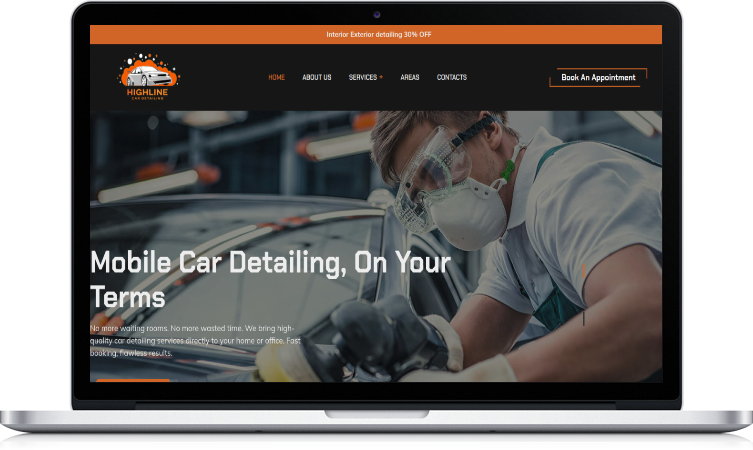 Interior Exterior detailing 30% OFF
HIGHLINE
CAR DETAILING
HOME ABOUT US SERVICES + AREAS CONTACTS
Book An Appointment
Mobile Car Detailing, On Your
Terms
No more waiting rooms. No more wasted time. We bring high-
quality car detailing services directly to your home or office. Fast
booking, flawless results.